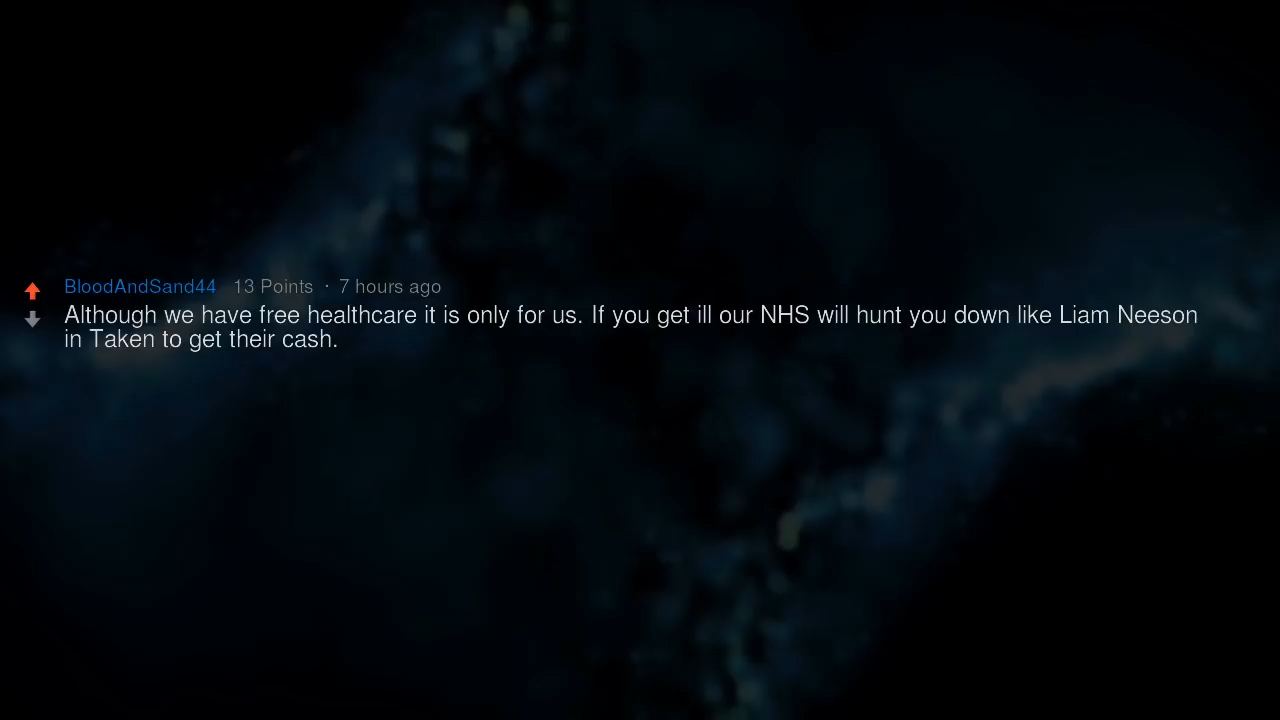 BloodAndSand44 13 Points · 7 hours ago
Although we have free healthcare it is only for us. If you get ill our NHS will hunt you down like Liam Neeson
in Taken to get their cash.